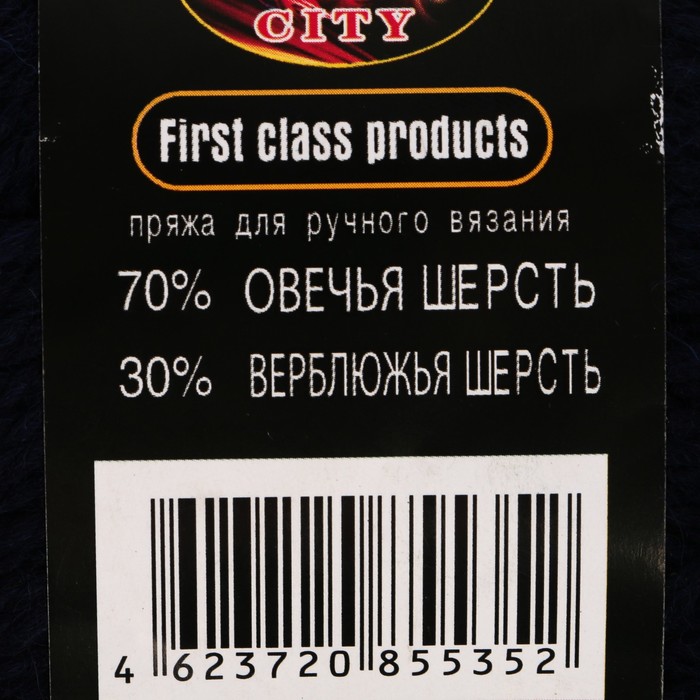 CITY
First class products
пряжа для ручного вязания
70% ОВЕЧЬЯ ШЕРСТЬ
30% ВЕРБЛЮЖЬЯ ШЕРСТЬ
4 623720 855352